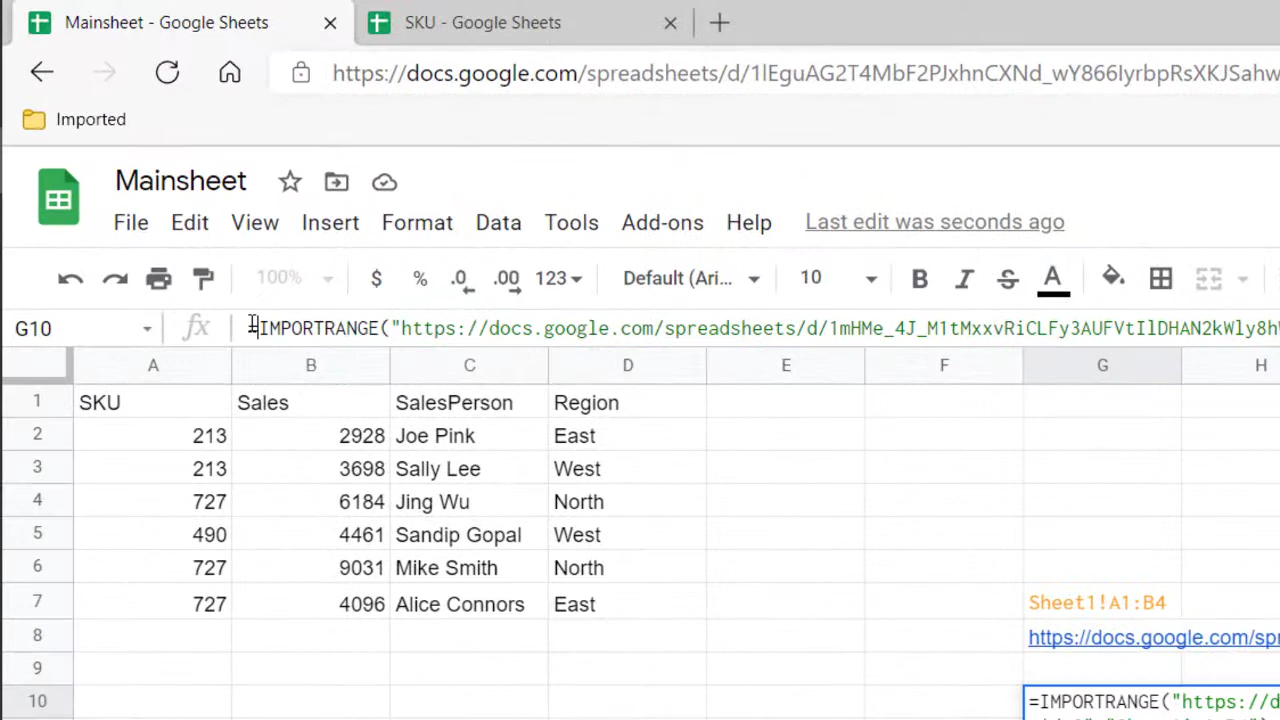 Mainsheet - Google Sheets
SKU - Google Sheets
https://docs.google.com/spreadsheets/d/1lEguAG2T4MbF2PJxhnCXNd_wY866IyrbpRsXKJSahw
Imported
Mainsheet
File Edit View Insert Format Data Tools Add-ons Help Last edit was seconds ago
100% $ % .0 .00 123 Default (Ari... 10 B I S A
G10 fx =IMPORTRANGE("https://docs.google.com/spreadsheets/d/1mHMe_4J_M1tMxxvRiCLFy3AUFVtIlDHAN2kWly8h
A B C D E F G H
1 SKU Sales SalesPerson Region
2 213 2928 Joe Pink East
3 213 3698 Sally Lee West
4 727 6184 Jing Wu North
5 490 4461 Sandip Gopal West
6 727 9031 Mike Smith North
7 727 4096 Alice Connors East Sheet1!A1:B4
8 https://docs.google.com/sp
9
10 =IMPORTRANGE("https://d